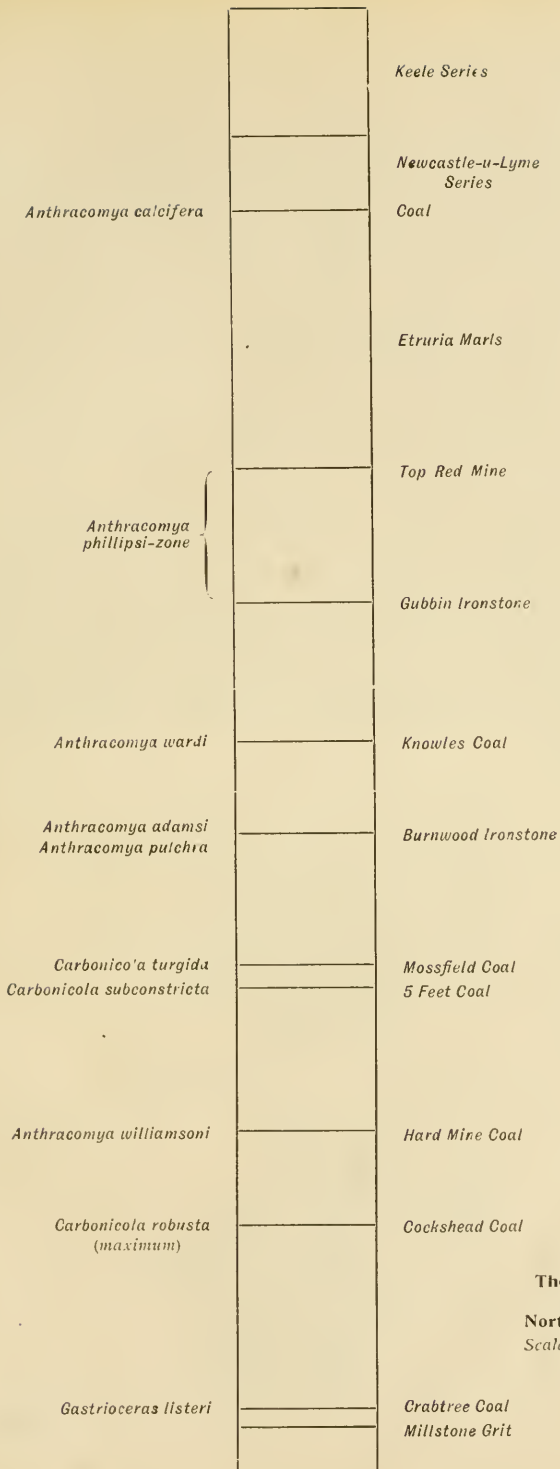 Keele Series
Newcastle-u-Lyme
Series
Anthracomya calcifera Coal
Etruria Marls
Top Red Mine
Anthracomya
phillipsi-zone
Gubbin Ironstone
Anthracomya wardi Knowles Coal
Anthracomya adamsi
Anthracomya pulchra
Burnwood Ironstone
Carbonico'a turgida Mossfield Coal
Carbonicola subconstricta 5 Feet Coal
Anthracomya williamsoni Hard Mine Coal
Carbonicola robusta Cockshead Coal
(maximum)
The
Nort
Scal
Gastrioceras listeri Crabtree Coal
Millstone Grit